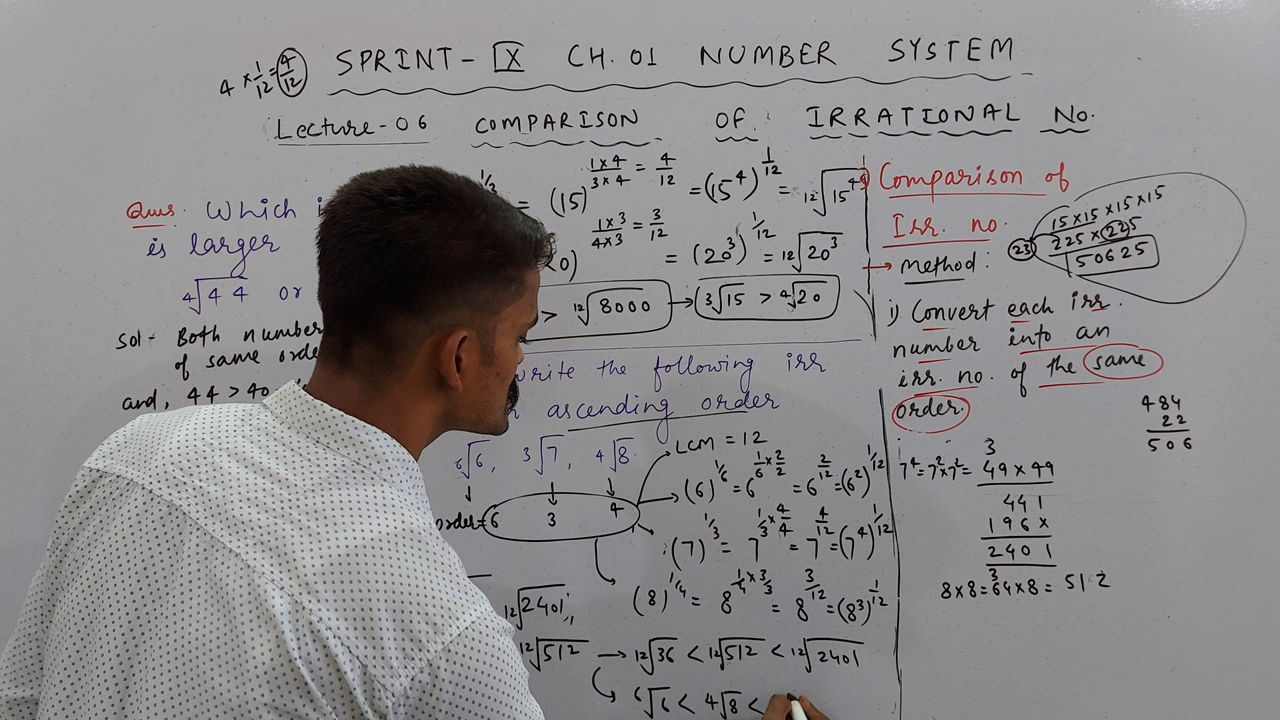 4 × 1/12 = 4/12
SPRINT - IX CH. 01 NUMBER SYSTEM
Lecture - 06 COMPARISON OF IRRATIONAL No.
Qus. Which i
is larger
⁴√44 or
Sol - Both number
of same orde
and, 44 > 40
1/3 = (15)^(1×4/3×4) = 4/12 = (15⁴)^(1/12) = ¹²√15⁴
0) ^(1×3/4×3) = 3/12 = (20³)^(1/12) = ¹²√20³
> ¹²√8000 → ³√15 > ⁴√20
write the following irr
ascending order
⁶√6, ³√7, ⁴√8
order = 6 3 4
LCM = 12
(6)^(1/6) = 6^(1/6 × 2/2) = 6^(2/12) = (6²)^(1/12)
(7)^(1/3) = 7^(1/3 × 4/4) = 7^(4/12) = (7⁴)^(1/12)
(8)^(1/4) = 8^(1/4 × 3/3) = 8^(3/12) = (8³)^(1/12)
¹²√2401,
¹²√512 → ¹²√36 < ¹²√512 < ¹²√2401
⁶√6 < ⁴√8 <
Comparison of
Irr. no.
→ method :
15×15×15×15
23 225 × 225
50625
i) Convert each irr.
number into an
irr. no. of the same
order.
484
22
506
3
7⁴ = 7² × 7² = 49 × 49
441
196×
2401
3
8×8 = 64×8 = 512